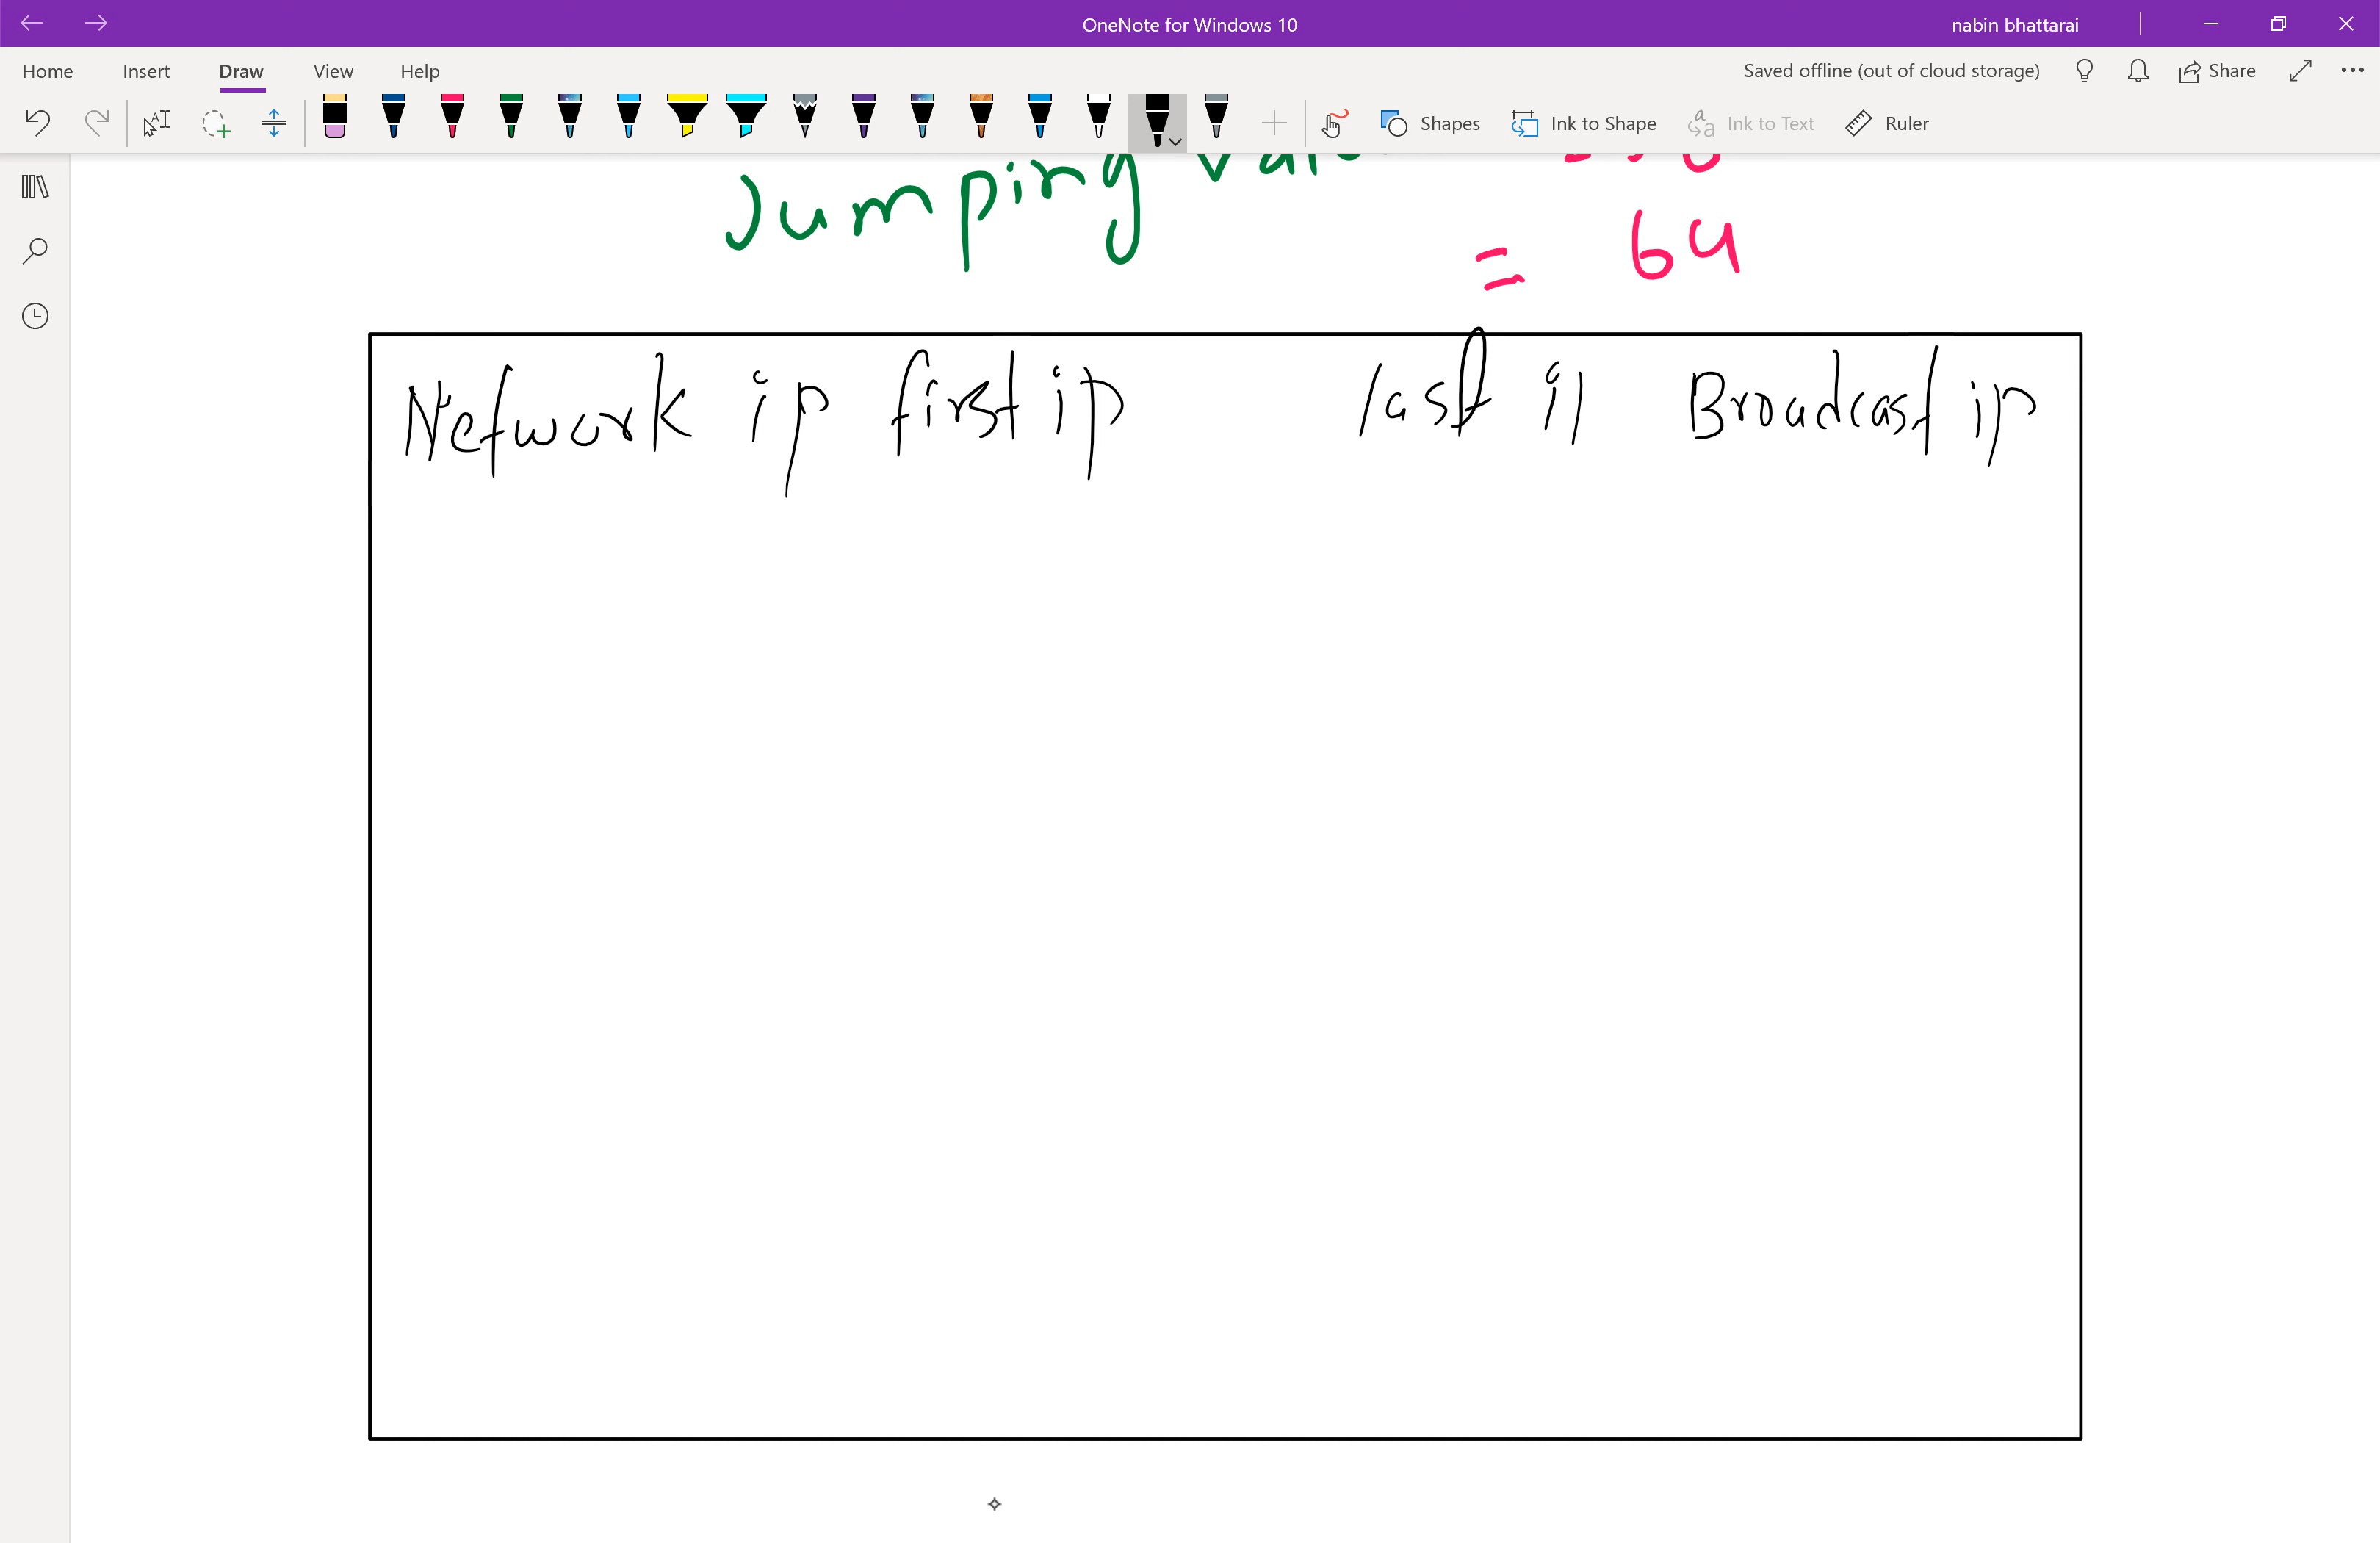 OneNote for Windows 10
nabin bhattarai
Home Insert Draw View Help
Saved offline (out of cloud storage)
Share
Shapes
Ink to Shape
Ink to Text
Ruler
Jumping
= 64
Network ip first ip last ip Broadcast ip